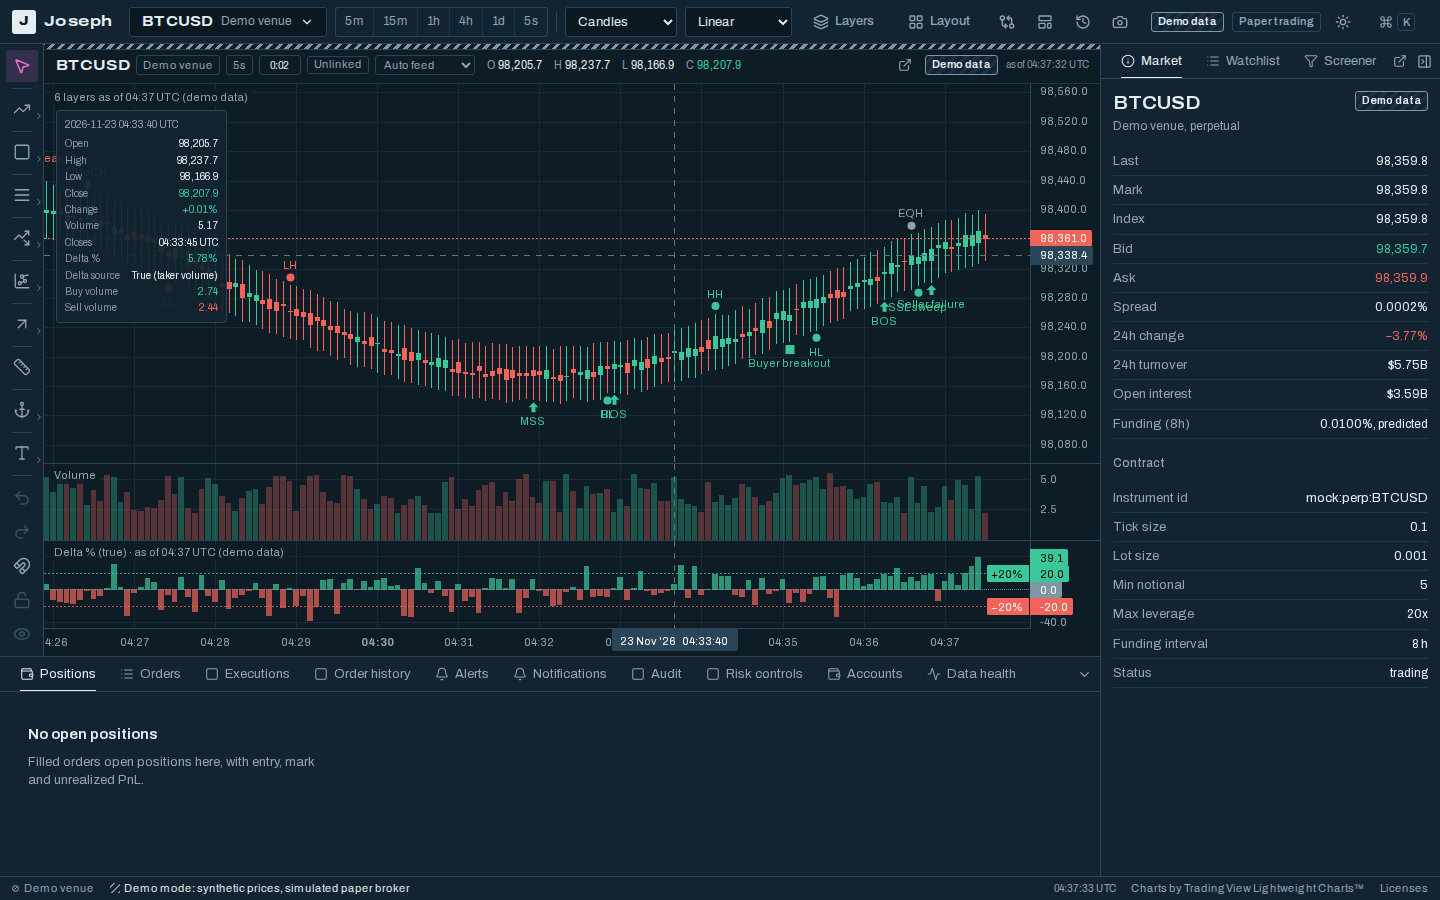 J Joseph BTCUSD Demo venue 5m 15m 1h 4h 1d 5s Candles Linear Layers Layout Demo data Paper trading ⌘ K
BTCUSD Demo venue 5s 0:02 Unlinked Auto feed O 98,205.7 H 98,237.7 L 98,166.9 C 98,207.9 Demo data as of 04:37:32 UTC
6 layers as of 04:37 UTC (demo data)
2026-11-23 04:33:40 UTC
Open 98,205.7
High 98,237.7
Low 98,166.9
Close 98,207.9
Change +0.01%
Volume 5.17
Closes 04:33:45 UTC
Delta % 5.78%
Delta source True (taker volume)
Buy volume 2.74
Sell volume 2.44
LH
MSS
BOS
HH
Buyer breakout
HL
BOS
EQH
Seller failure
98,560.0
98,520.0
98,480.0
98,440.0
98,400.0
98,361.0
98,338.4
98,320.0
98,280.0
98,240.0
98,200.0
98,160.0
98,120.0
98,080.0
Volume
5.0
2.5
Delta % (true) · as of 04:37 UTC (demo data)
39.1
+20% 20.0
0.0
−20% -20.0
-40.0
4:26 04:27 04:28 04:29 04:30 04:31 04:32 0 23 Nov '26 04:33:40 04:35 04:36 04:37
Positions Orders Executions Order history Alerts Notifications Audit Risk controls Accounts Data health
No open positions
Filled orders open positions here, with entry, mark
and unrealized PnL.
Market Watchlist Screener
BTCUSD Demo data
Demo venue, perpetual
Last 98,359.8
Mark 98,359.8
Index 98,359.8
Bid 98,359.7
Ask 98,359.9
Spread 0.0002%
24h change −3.77%
24h turnover $5.75B
Open interest $3.59B
Funding (8h) 0.0100%, predicted
Contract
Instrument id mock:perp:BTCUSD
Tick size 0.1
Lot size 0.001
Min notional 5
Max leverage 20x
Funding interval 8 h
Status trading
Demo venue Demo mode: synthetic prices, simulated paper broker 04:37:33 UTC Charts by TradingView Lightweight Charts™ Licenses